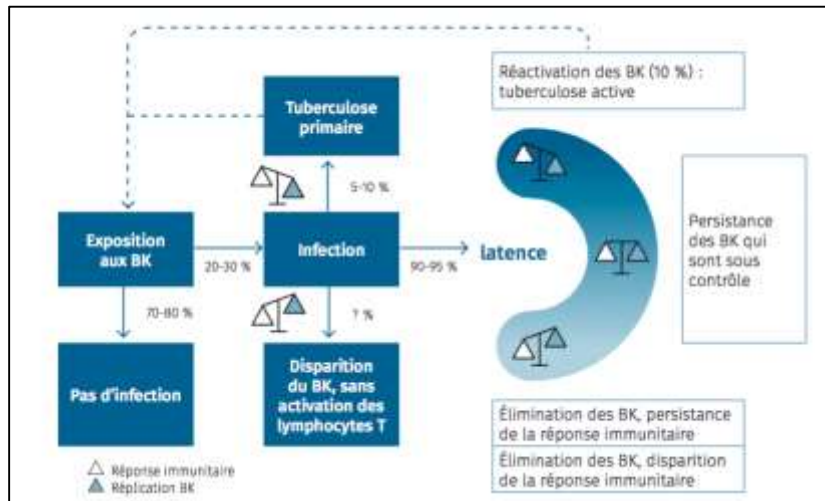 Réactivation des BK (10 %) :
tuberculose active
Tuberculose
primaire
5-10 %
Exposition
aux BK
20-30 %
Infection
90-95 %
latence
Persistance
des BK qui
sont sous
contrôle
70-80 %
? %
Pas d'infection
Disparition
du BK, sans
activation des
lymphocytes T
Élimination des BK, persistance
de la réponse immunitaire
Élimination des BK, disparition
de la réponse immunitaire
Réponse immunitaire
Réplication BK